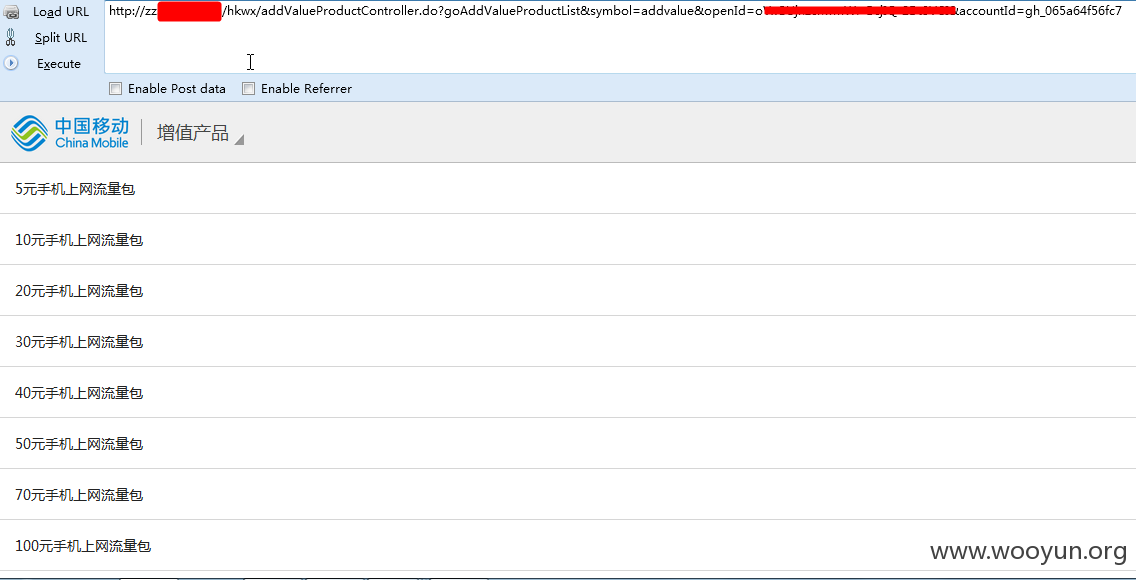 Load URL
http://zz /hkwx/addValueProductController.do?goAddValueProductList&symbol=addvalue&openId=o &accountId=gh_065a64f56fc7
Split URL
Execute
Enable Post data Enable Referrer
中国移动
China Mobile
增值产品
5元手机上网流量包
10元手机上网流量包
20元手机上网流量包
30元手机上网流量包
40元手机上网流量包
50元手机上网流量包
70元手机上网流量包
100元手机上网流量包
www.wooyun.org